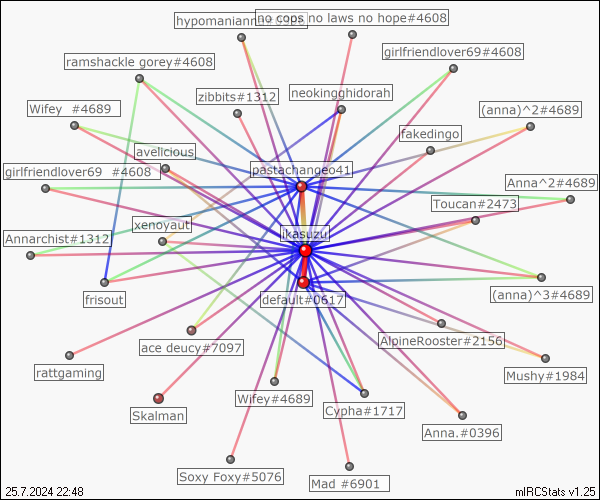 hypomaniann#0396
no cops no laws no hope#4608
ramshackle gorey#4608
girlfriendlover69#4608
zibbits#1312
neokingghidorah
Wifey  #4689
(anna)^2#4689
fakedingo
avelicious
pastachangeo41
girlfriendlover69  #4608
Anna^2#4689
Toucan#2473
xenoyaut
jikasuzu
Annarchist#1312
frisout
default#0617
(anna)^3#4689
AlpineRooster#2156
ace deucy#7097
rattgaming
Mushy#1984
Wifey#4689
Cypha#1717
Skalman
Anna.#0396
Soxy Foxy#5076
Mad #6901
25.7.2024 22:48
mIRCStats v1.25